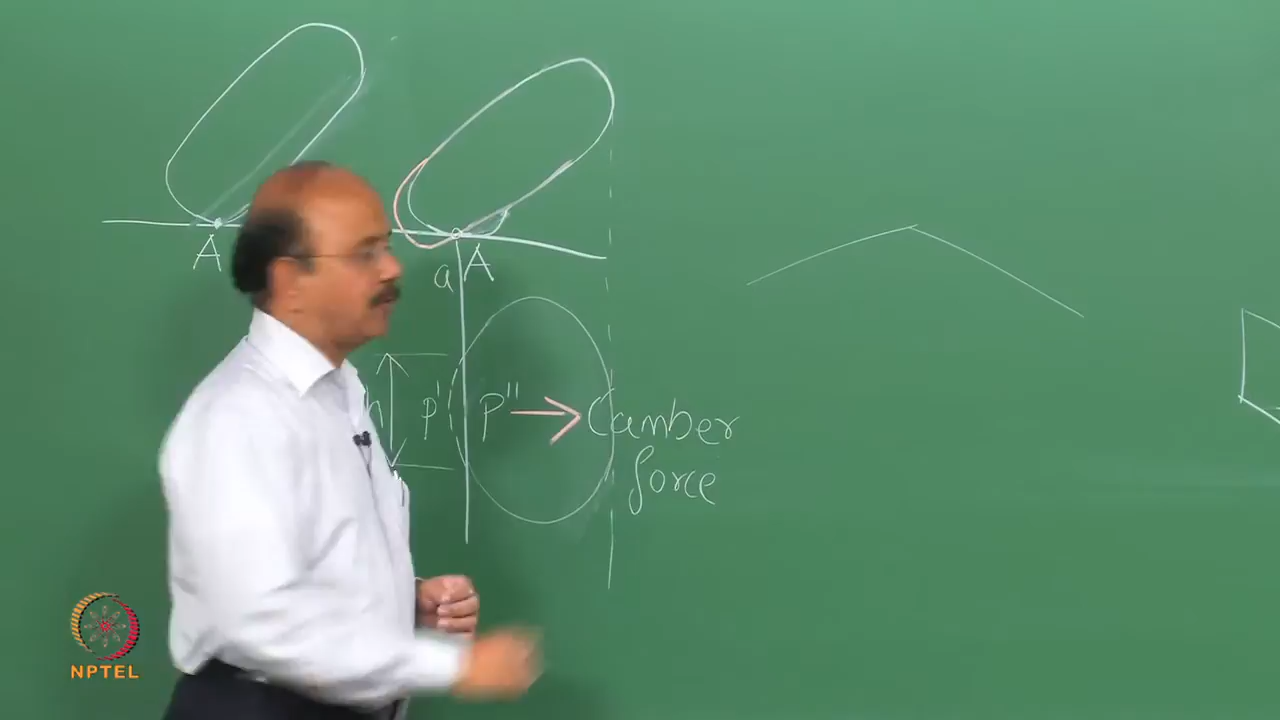 A
a A
h p' p" → Camber
force
NPTEL